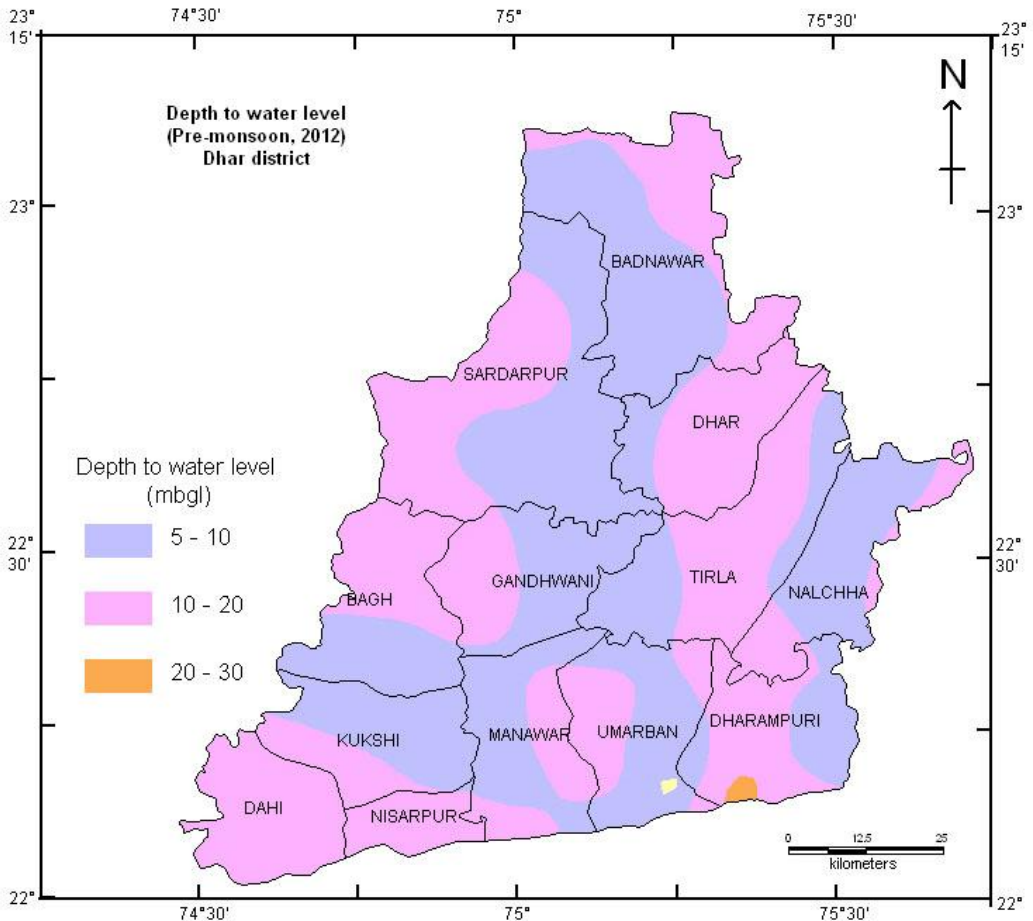 23°
15'
74°30'
75°
75°30'
23°
15'
N
Depth to water level
(Pre-monsoon, 2012)
Dhar district
23°
23°
BADNAWAR
SARDARPUR
DHAR
Depth to water level
(mbgl)
5 - 10
10 - 20
20 - 30
22°
30'
22°
30'
GANDHWANI
TIRLA
NALCHHA
BAGH
KUKSHI
MANAWAR
UMARBAN
DHARAMPURI
DAHI
NISARPUR
0 12.5 25
kilometers
22°
22°
74°30'
75°
75°30'